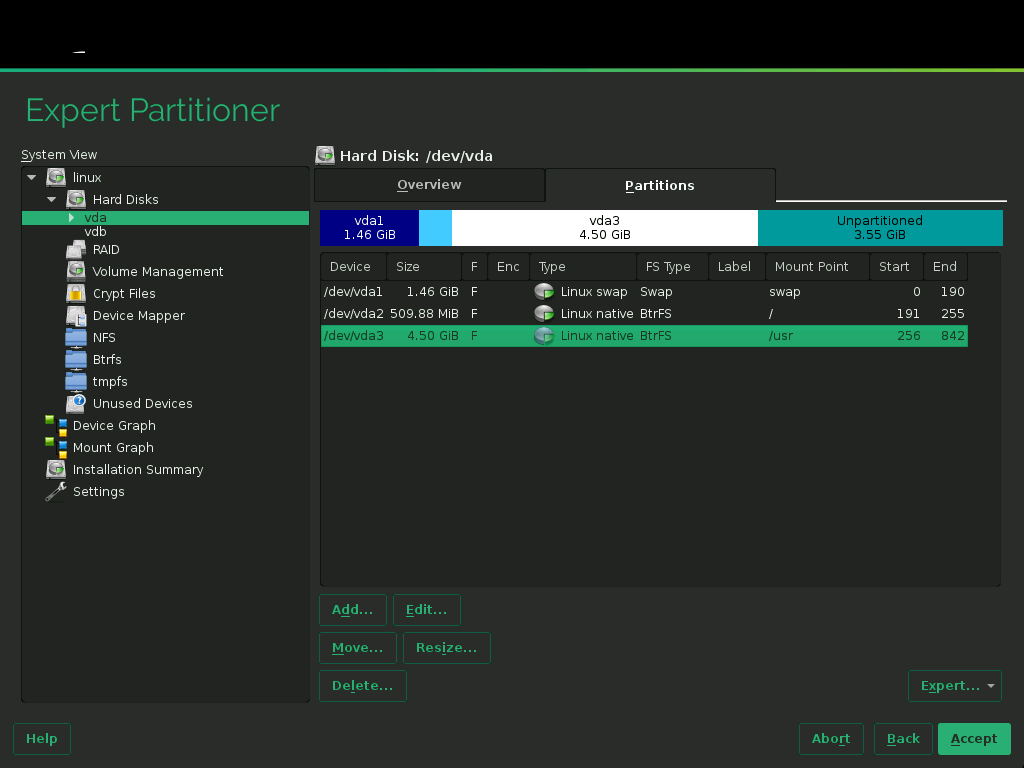 Expert Partitioner
System View
linux
Hard Disks
vda
vdb
RAID
Volume Management
Crypt Files
Device Mapper
NFS
Btrfs
tmpfs
Unused Devices
Device Graph
Mount Graph
Installation Summary
Settings
Hard Disk: /dev/vda
Overview Partitions
vda1 vda3 Unpartitioned
1.46 GiB 4.50 GiB 3.55 GiB
Device Size F Enc Type FS Type Label Mount Point Start End
/dev/vda1 1.46 GiB F Linux swap Swap swap 0 190
/dev/vda2 509.88 MiB F Linux native BtrFS / 191 255
/dev/vda3 4.50 GiB F Linux native BtrFS /usr 256 842
Add... Edit...
Move... Resize...
Delete... Expert...
Help Abort Back Accept